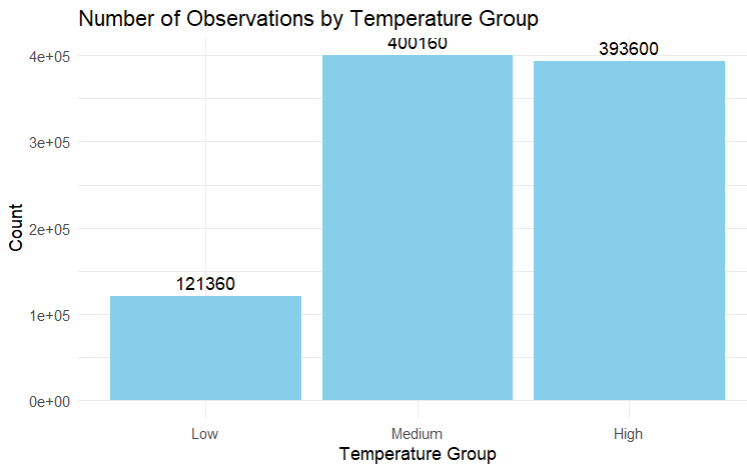 Number of Observations by Temperature Group
4e+05
3e+05
2e+05
1e+05
0e+00
Count
121360
400160
393600
Low Medium High
Temperature Group